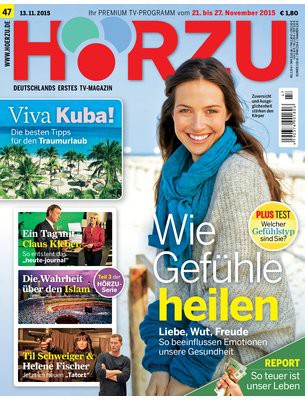 47
13.11.2015
Ihr PREMIUM TV-PROGRAMM vom 21. bis 27. November 2015
€ 1,80
WWW.HOERZU.DE
HÖRZU
DEUTSCHLANDS ERSTES TV-MAGAZIN
Viva Kuba!
Die besten Tipps
für den Traumurlaub
Zuversicht
und Ausge-
glichenheit
stärken den
Körper
Ein Tag mit
Claus Kleber
So entsteht das
„heute-journal"
Die Wahrheit
über den Islam
Teil 3 der
HÖRZU-
Serie
Til Schweiger &
Helene Fischer
Jetzt im neuen „Tatort"
PLUS TEST
Welcher
Gefühlstyp
sind Sie?
Wie
Gefühle
heilen
Liebe, Wut, Freude
So beeinflussen Emotionen
unsere Gesundheit
REPORT
So teuer ist
unser Leben